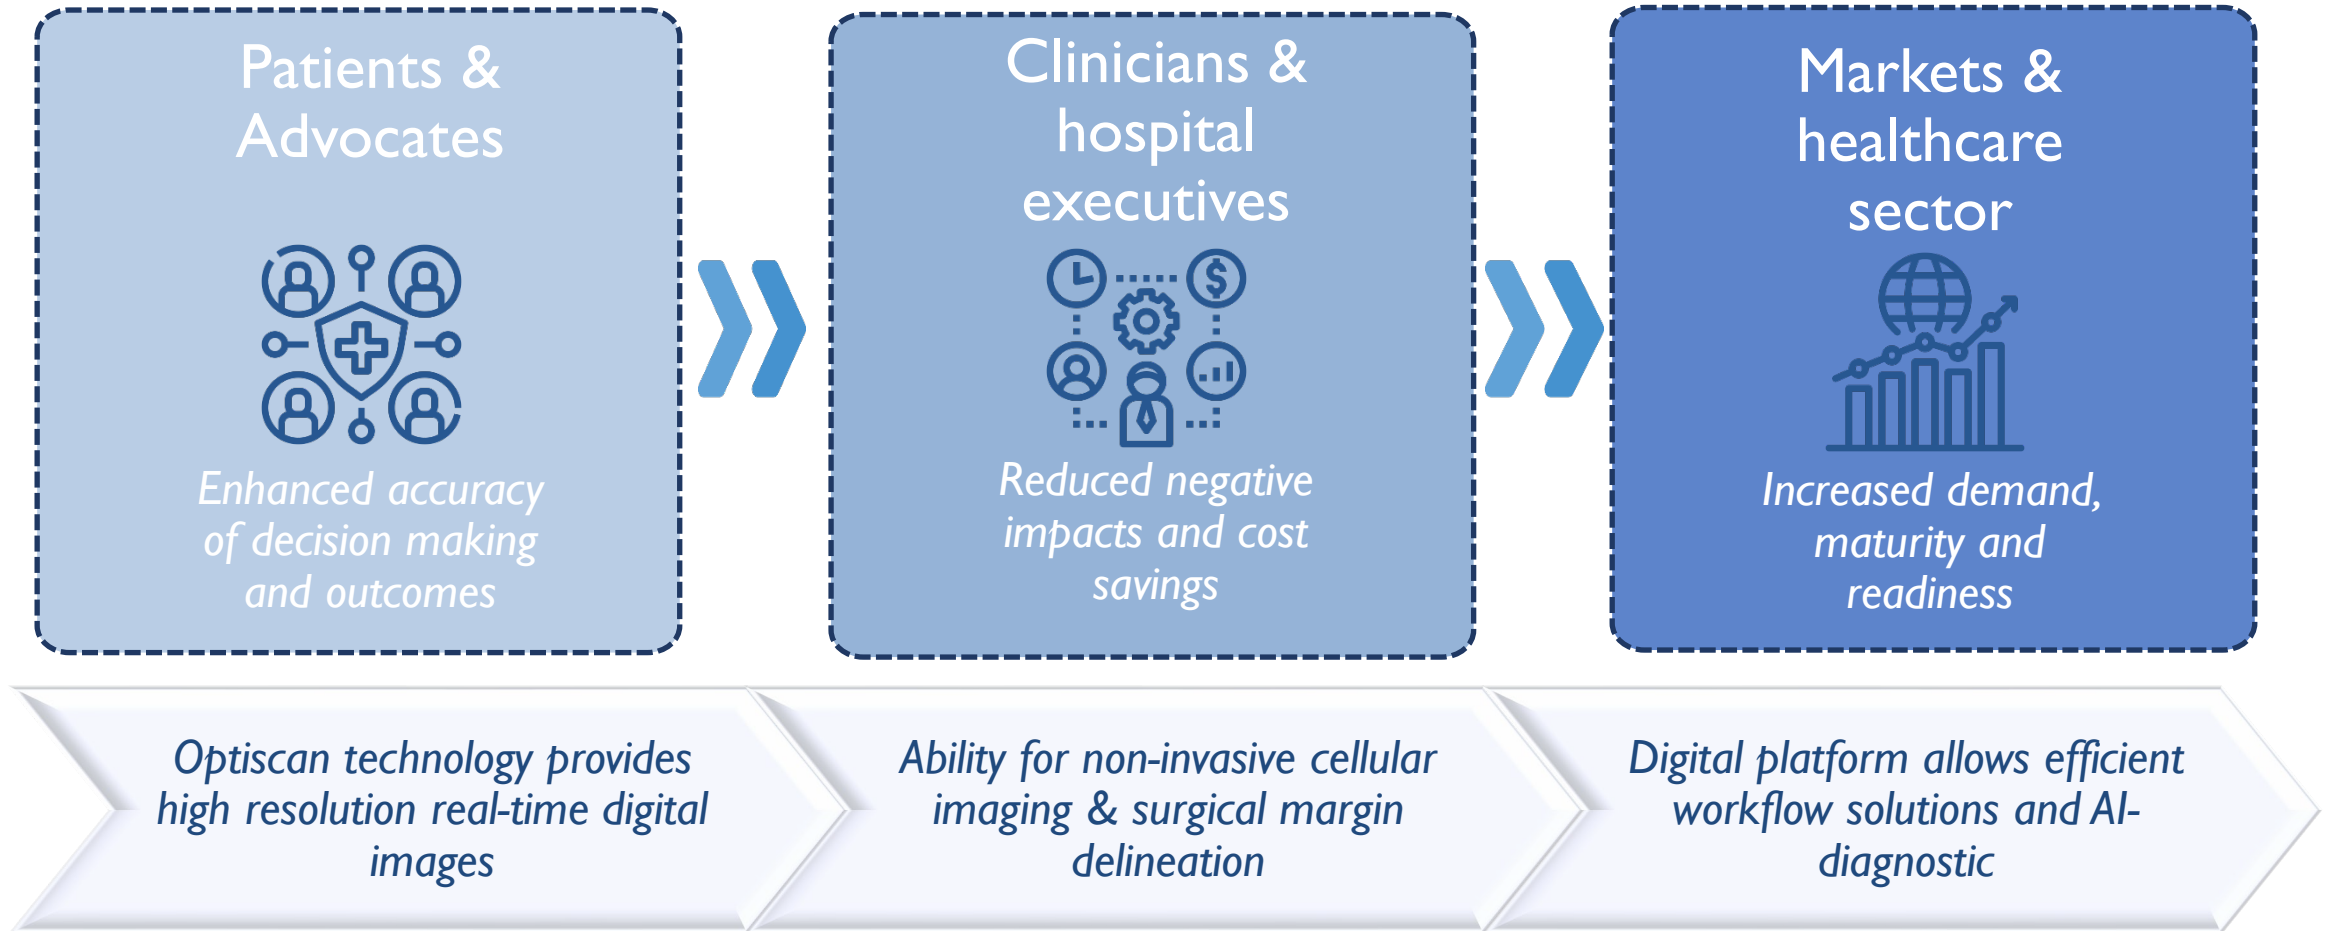 Patients &
Advocates
Enhanced accuracy
of decision making
and outcomes
Clinicians &
hospital
executives
$
Reduced negative
impacts and cost
savings
Markets &
healthcare
sector
Increased demand,
maturity and
readiness
Optiscan technology provides
high resolution real-time digital
images
Ability for non-invasive cellular
imaging & surgical margin
delineation
Digital platform allows efficient
workflow solutions and AI-
diagnostic